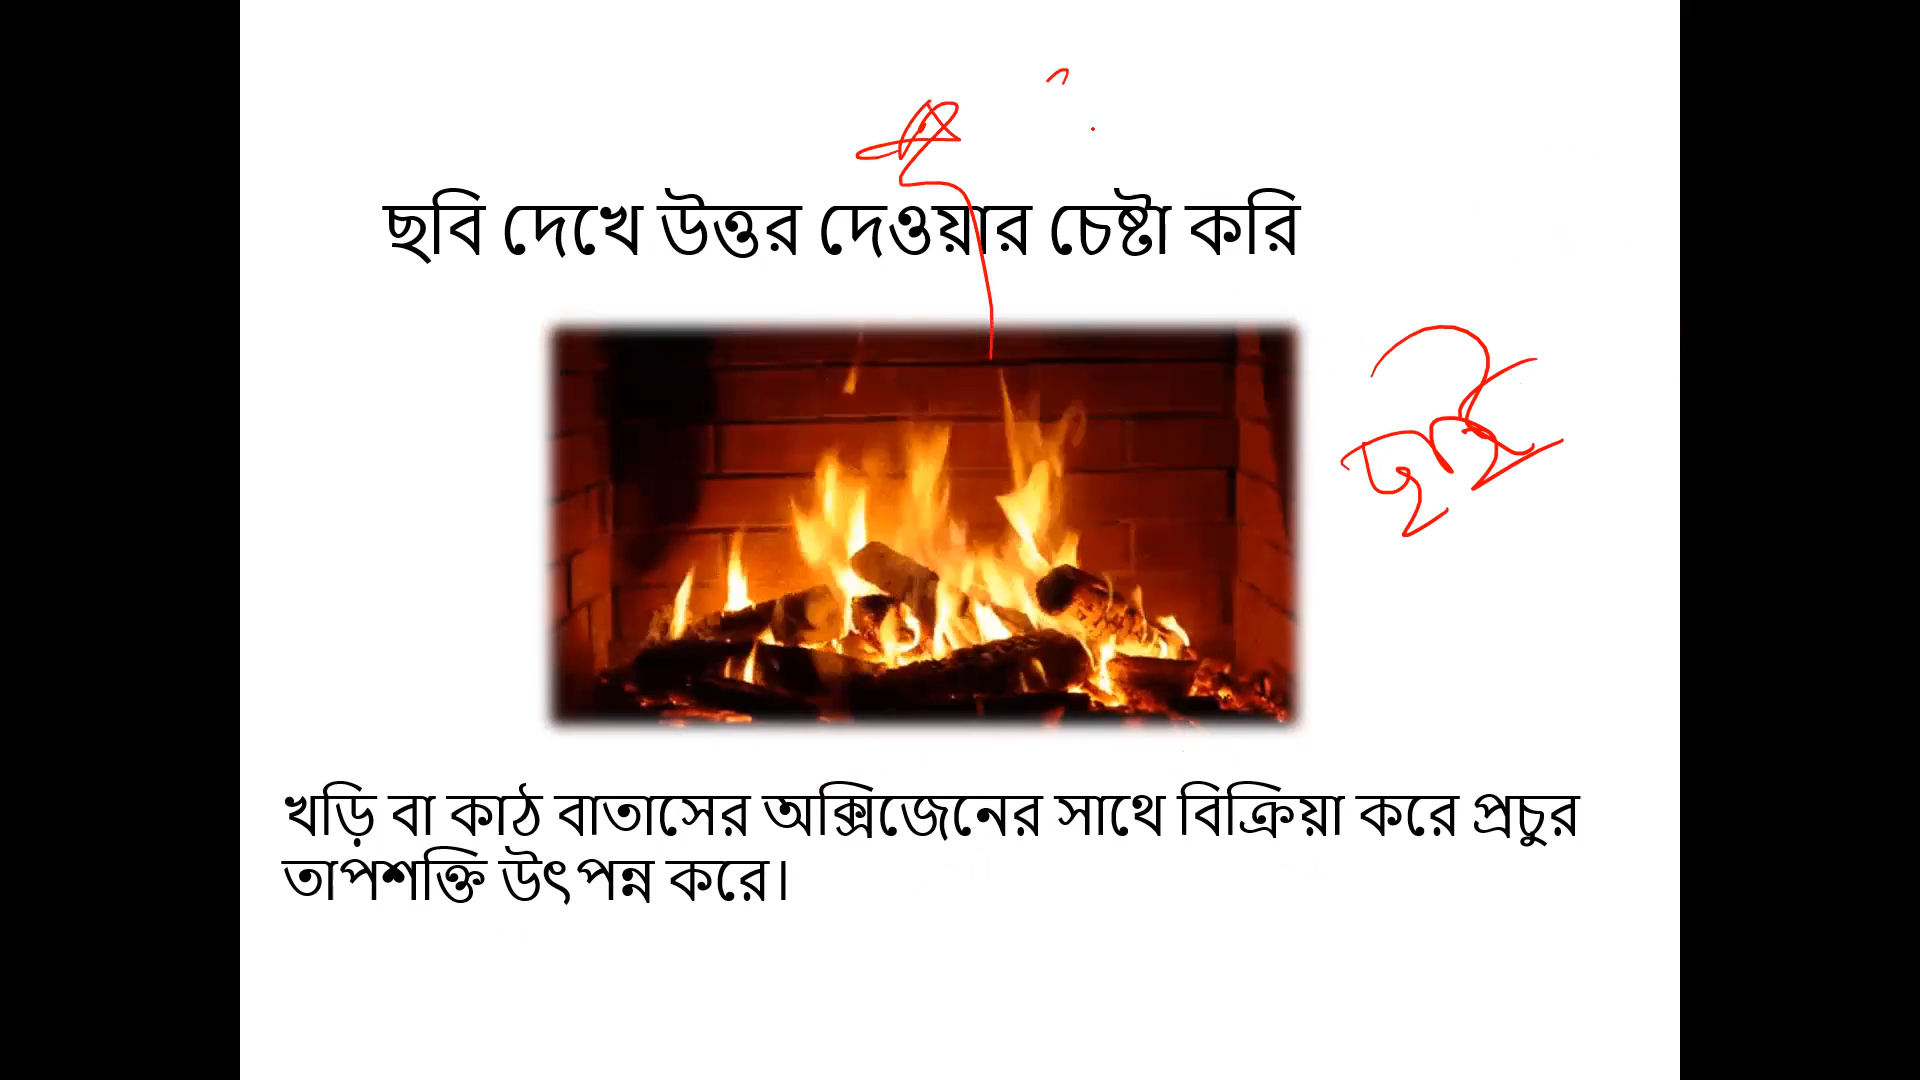 ছবি দেখে উত্তর দেওয়ার চেষ্টা করি
খড়ি বা কাঠ বাতাসের অক্সিজেনের সাথে বিক্রিয়া করে প্রচুর
তাপশক্তি উৎপন্ন করে।